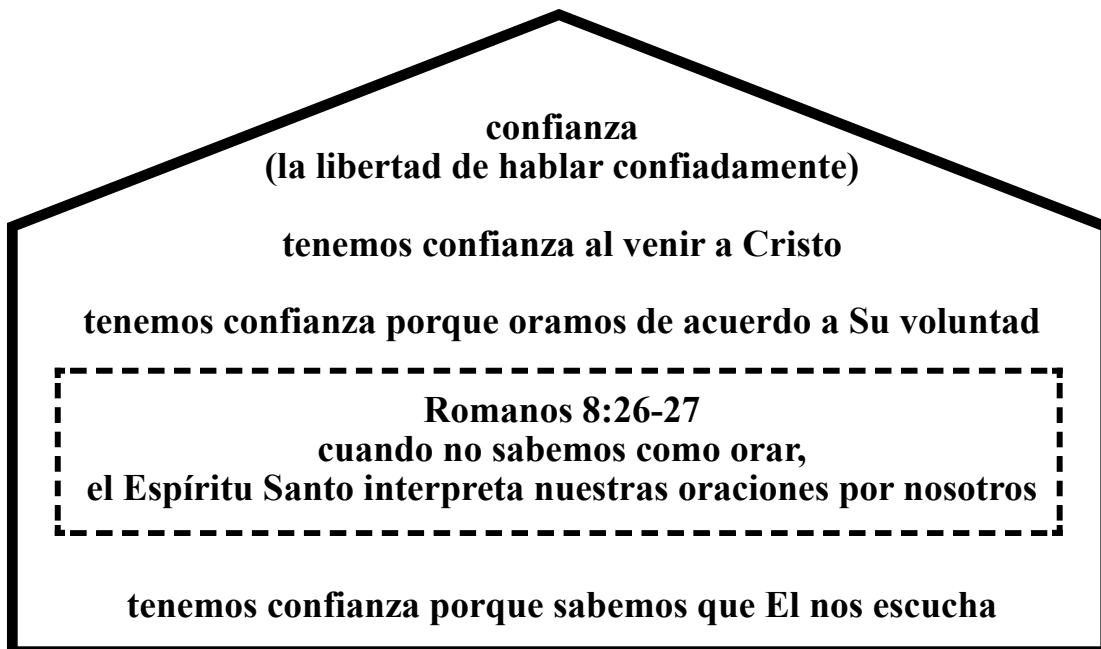 confianza
(la libertad de hablar confiadamente)
tenemos confianza al venir a Cristo
tenemos confianza porque oramos de acuerdo a Su voluntad
Romanos 8:26-27
cuando no sabemos como orar,
el Espíritu Santo interpreta nuestras oraciones por nosotros
tenemos confianza porque sabemos que El nos escucha